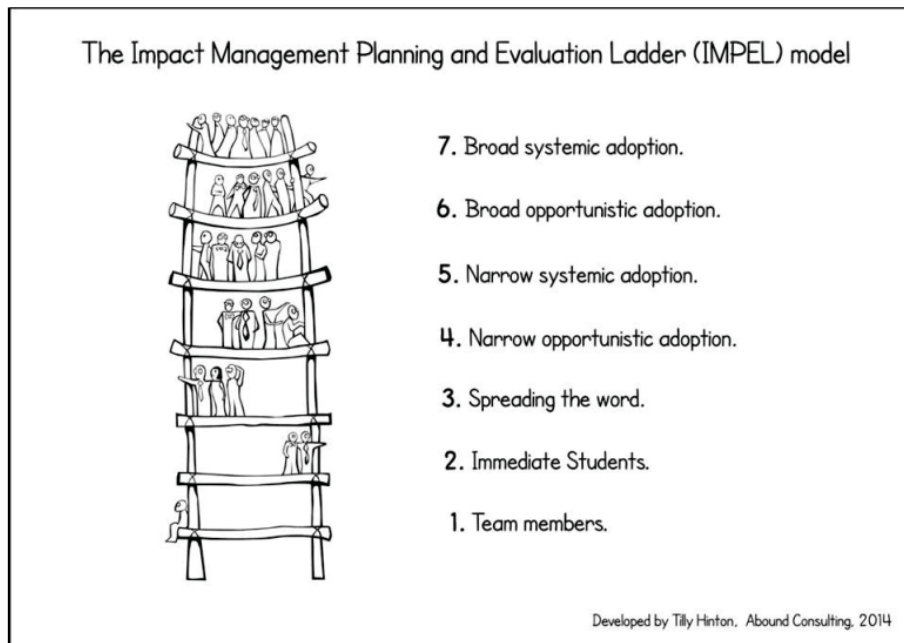 The Impact Management Planning and Evaluation Ladder (IMPEL) model
7. Broad systemic adoption.
6. Broad opportunistic adoption.
5. Narrow systemic adoption.
4. Narrow opportunistic adoption.
3. Spreading the word.
2. Immediate Students.
1. Team members.
Developed by Tilly Hinton, Abound Consulting, 2014